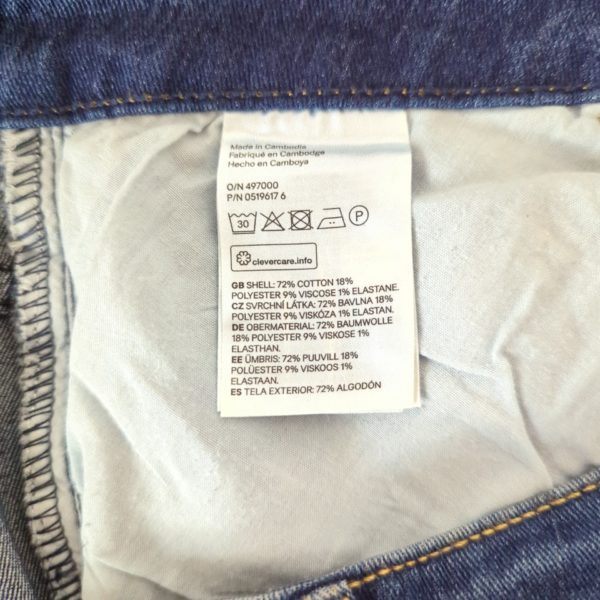 Made in Cambodia
Fabriqué en Cambodge
Hecho en Camboya
O/N 497000
P/N 0519617 6
30
P
clevercare.info
GB SHELL: 72% COTTON 18%
POLYESTER 9% VISCOSE 1% ELASTANE.
CZ SVRCHNÍ LÁTKA: 72% BAVLNA 18%
POLYESTER 9% VISKÓZA 1% ELASTAN.
DE OBERMATERIAL: 72% BAUMWOLLE
18% POLYESTER 9% VISKOSE 1%
ELASTHAN.
EE ÜMBRIS: 72% PUUVILL 18%
POLÜESTER 9% VISKOOS 1%
ELASTAAN.
ES TELA EXTERIOR: 72% ALGODÓN